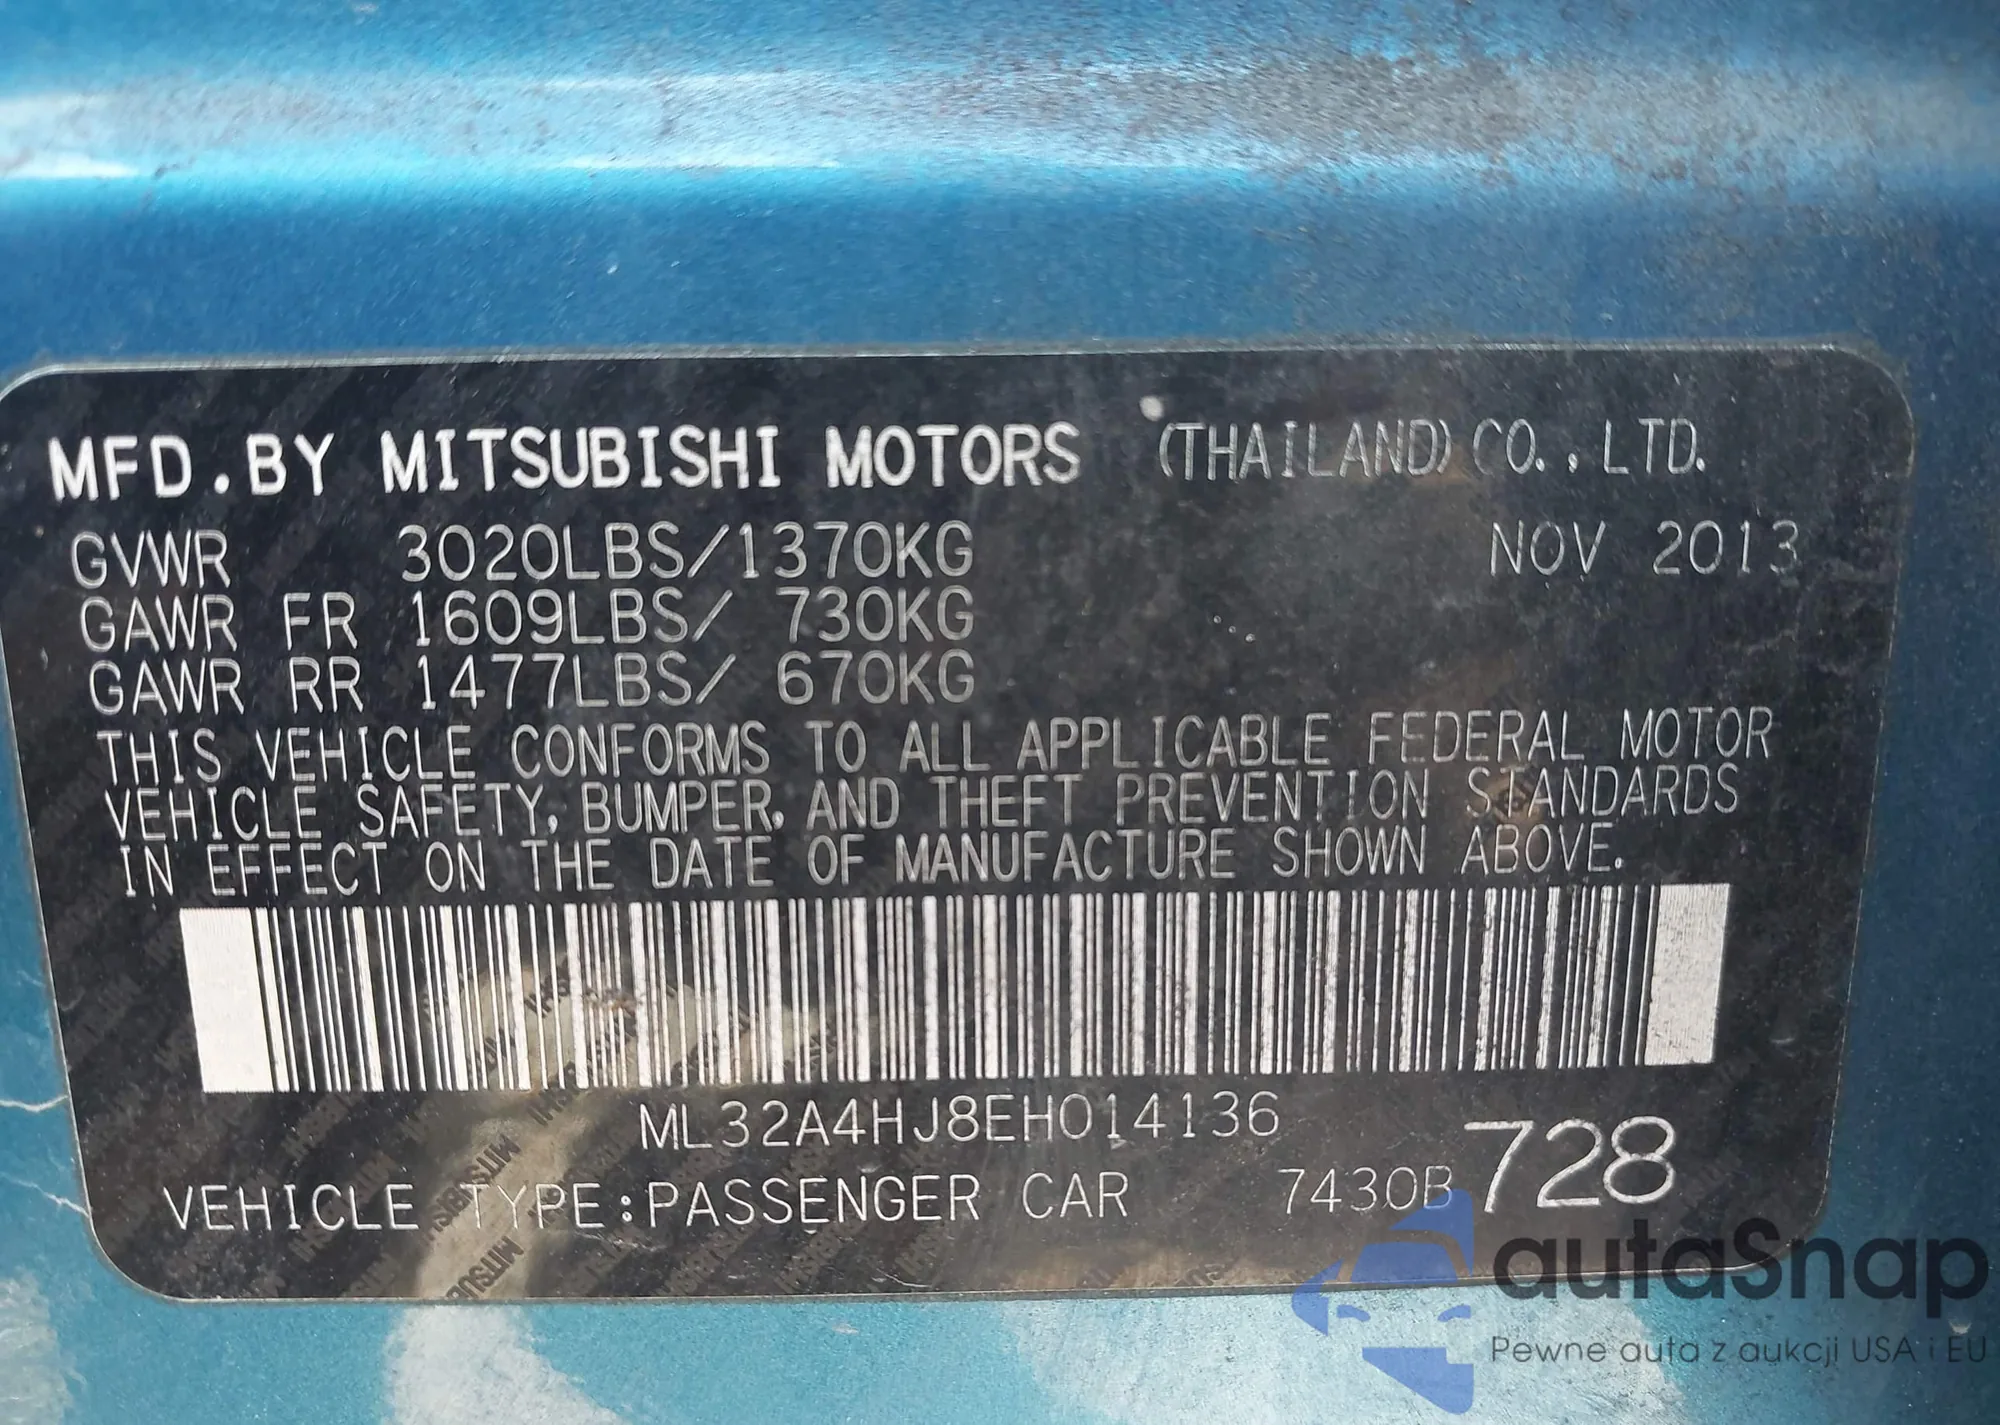 MFD.BY MITSUBISHI MOTORS (THAILAND) CO.,LTD.
GVWR 3020LBS/1370KG NOV 2013
GAWR FR 1609LBS/ 730KG
GAWR RR 1477LBS/ 670KG
THIS VEHICLE CONFORMS TO ALL APPLICABLE FEDERAL MOTOR
VEHICLE SAFETY, BUMPER, AND THEFT PREVENTION STANDARDS
IN EFFECT ON THE DATE OF MANUFACTURE SHOWN ABOVE.
ML32A4HJ8EH014136
VEHICLE TYPE:PASSENGER CAR 7430B 728
autaSnap
Pewne auta z aukcji USA i EU